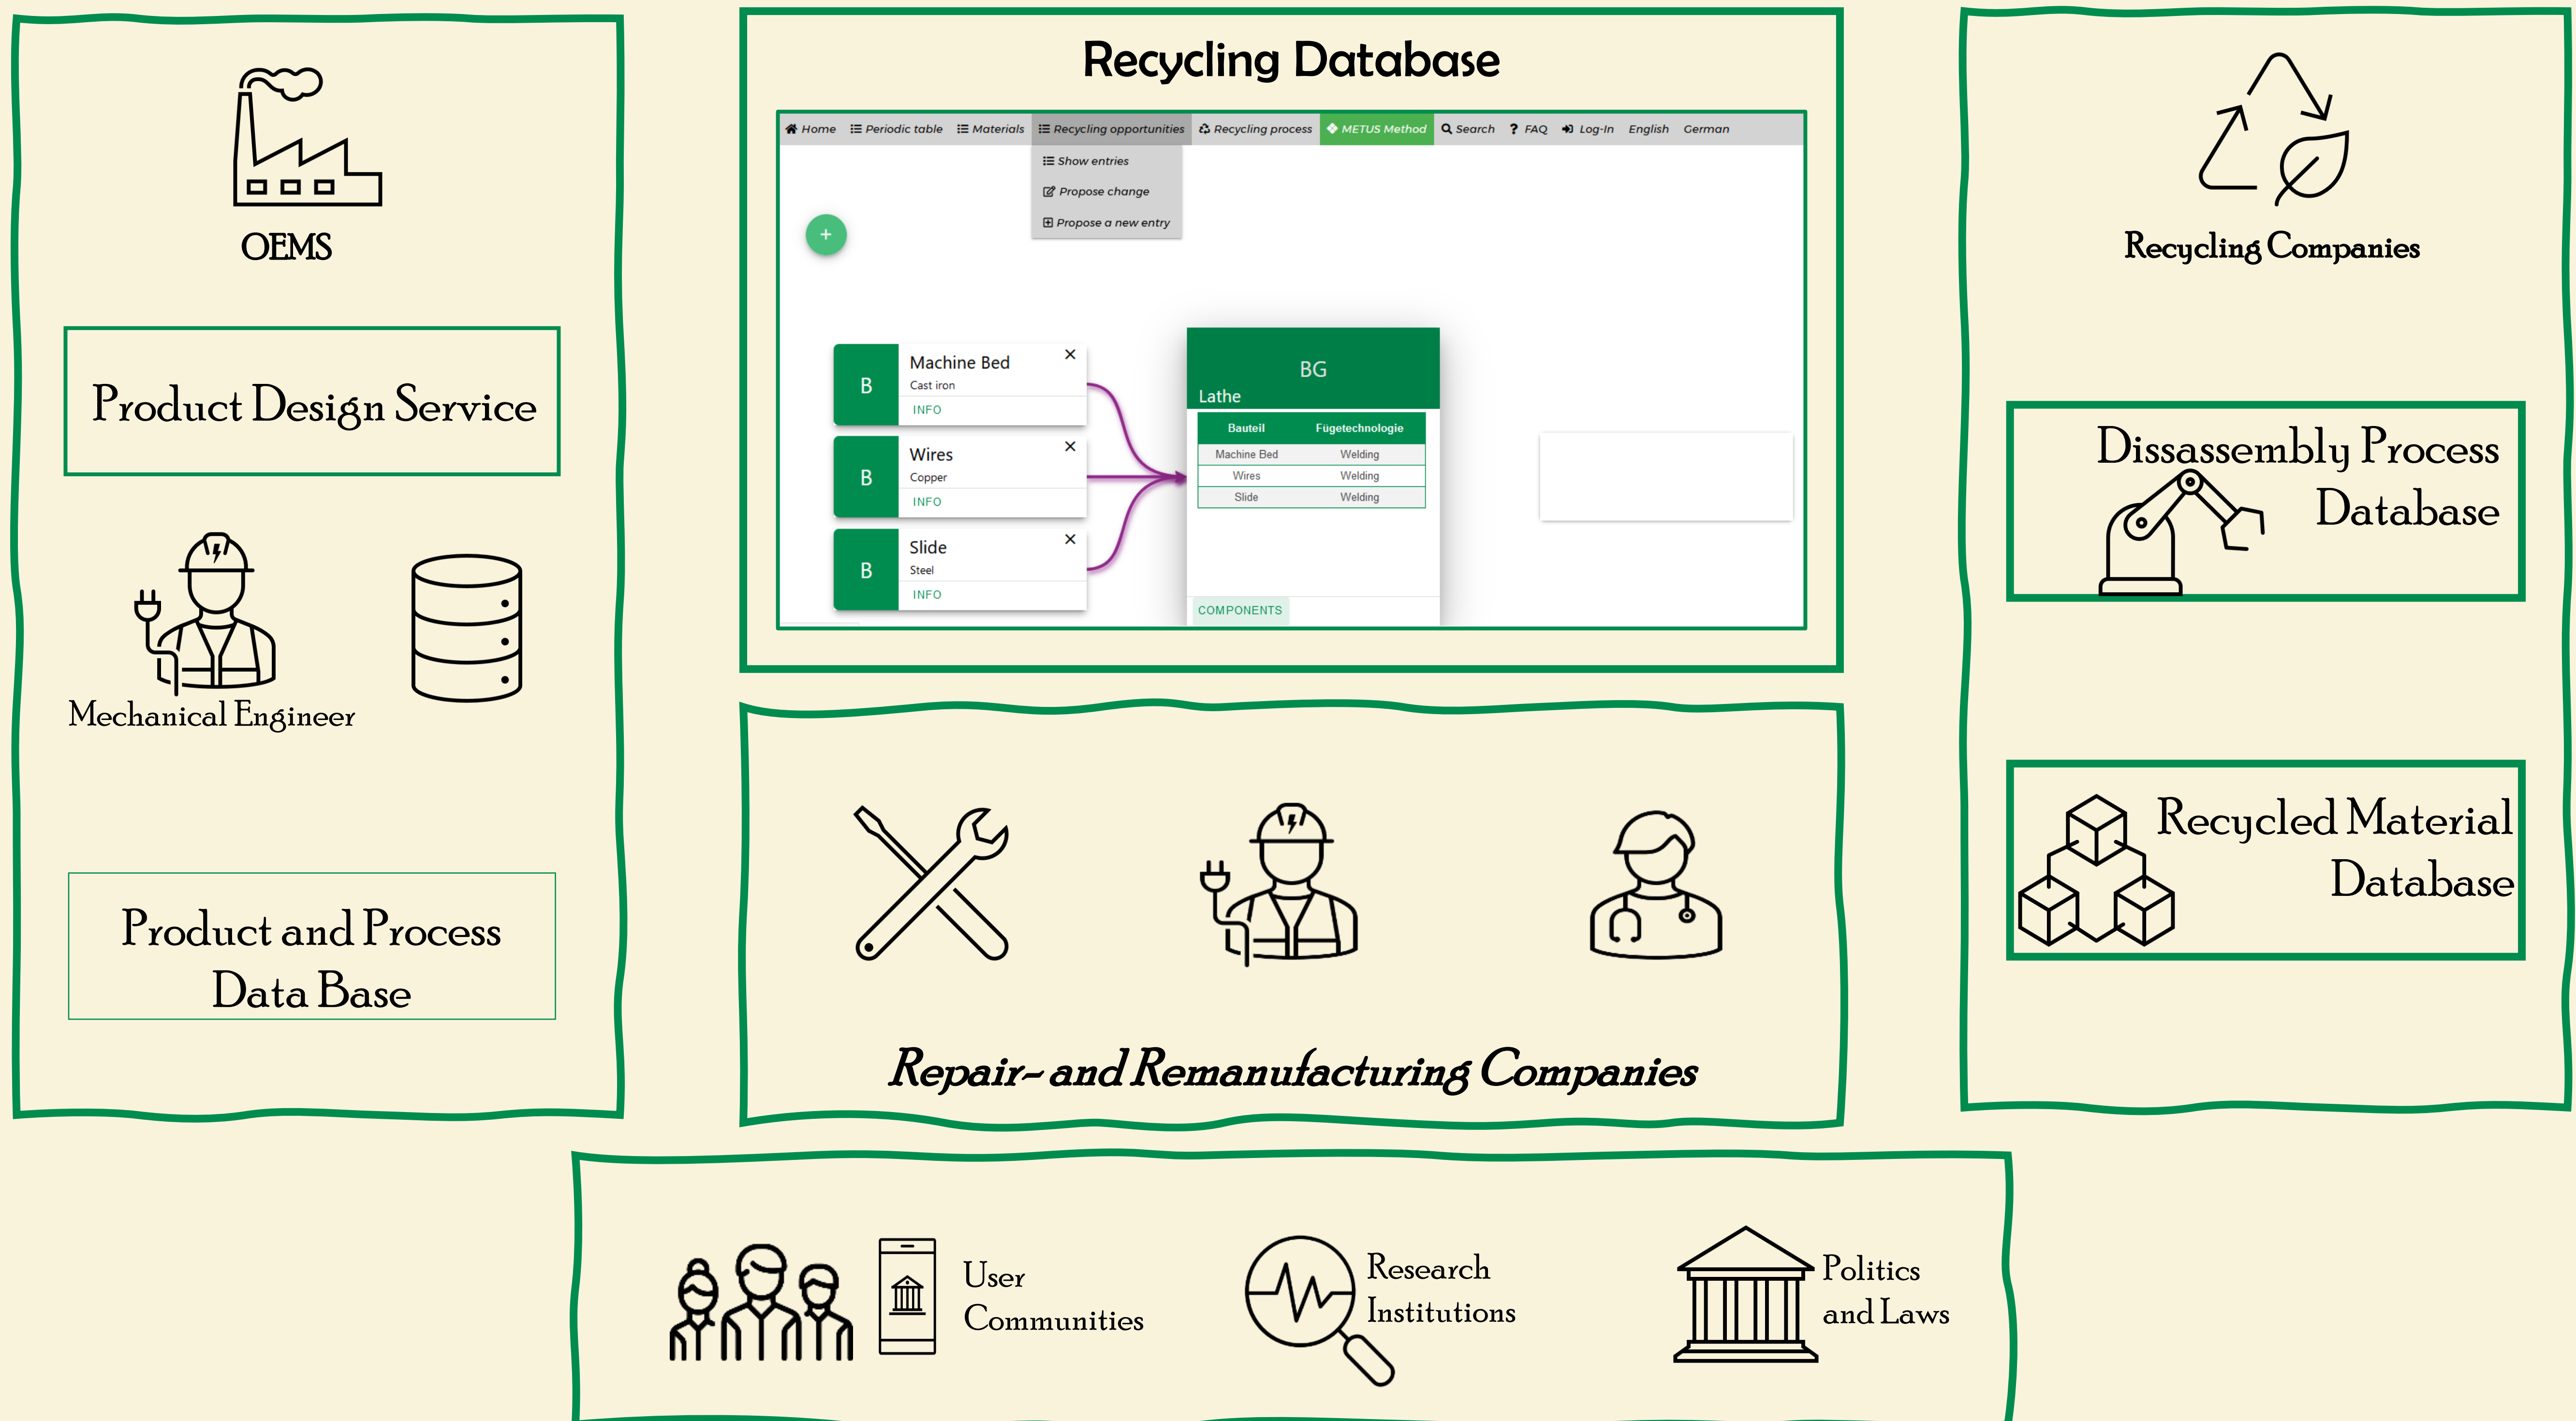 OEMS
Product Design Service
Mechanical Engineer
Product and Process
Data Base
Recycling Database
Home Periodic table Materials Recycling opportunities Recycling process METUS Method Search ? FAQ Log-In English German
Show entries
Propose change
Propose a new entry
+
B
Machine Bed
Cast iron
INFO
B
Wires
Copper
INFO
B
Slide
Steel
INFO
BG
Lathe
Bauteil Fügetechnologie
Machine Bed Welding
Wires Welding
Slide Welding
COMPONENTS
Repair- and Remanufacturing Companies
Recycling Companies
Dissassembly Process
Database
Recycled Material
Database
User
Communities
Research
Institutions
Politics
and Laws